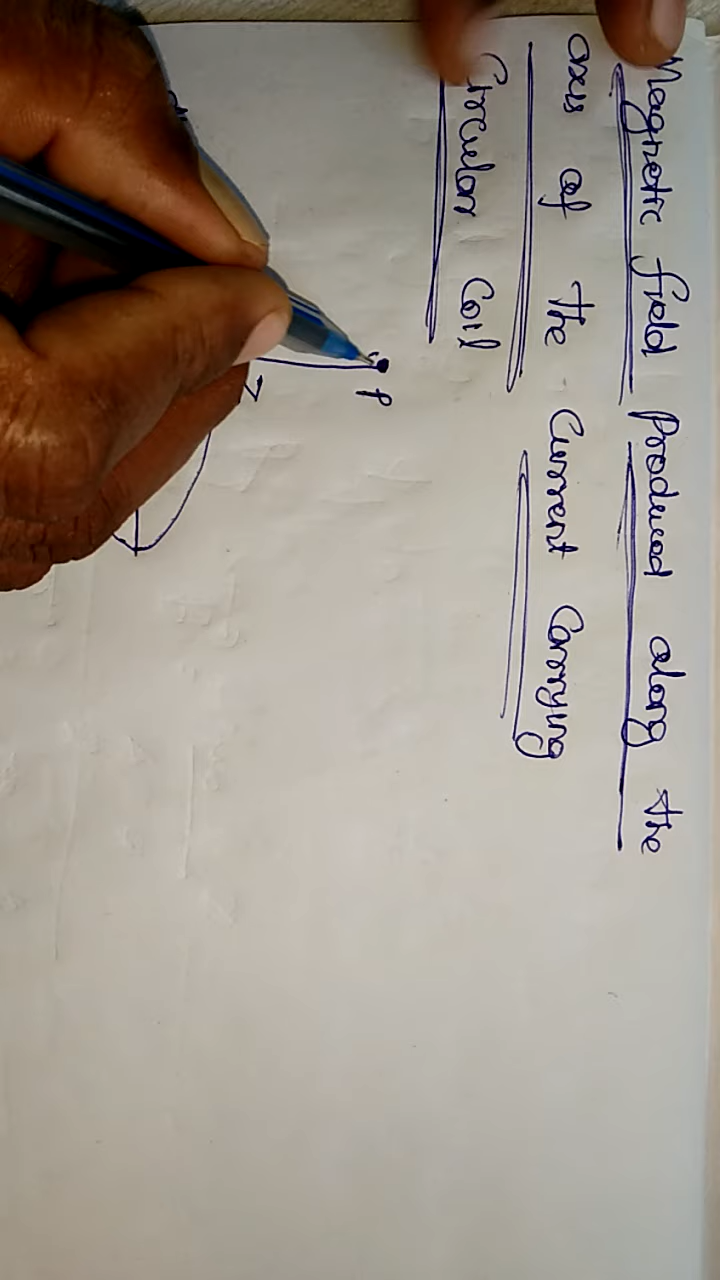 Magnetic field Produced along the
axis of the Current Carrying
Circular Coil
P
z